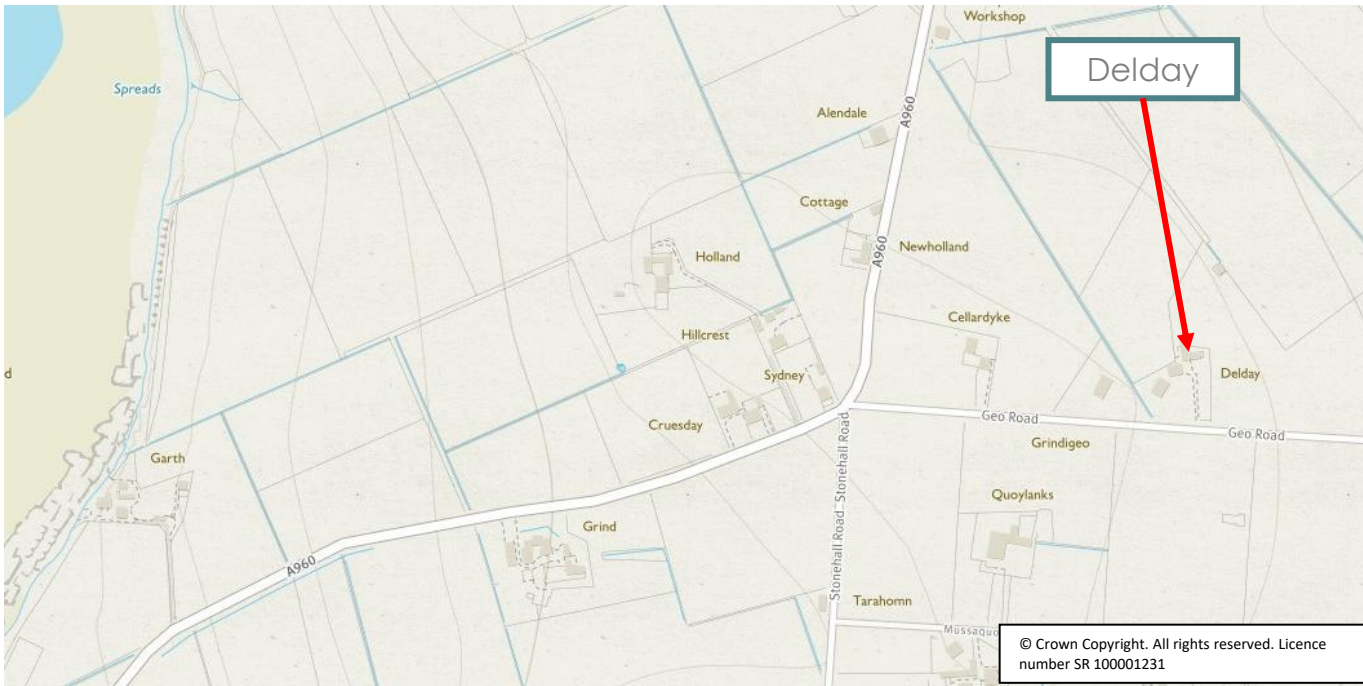 Workshop
Delday
Spreads
Alendale
A960
Cottage
Newholland
A960
Holland
Cellardyke
Hillcrest
Sydney
Delday
Cruesday
Geo Road
Geo Road
Grindigeo
Garth
Stonehall Road
Stonehall Road
Quoylanks
Grind
A960
Tarahomn
© Crown Copyright. All rights reserved. Licence
number SR 100001231